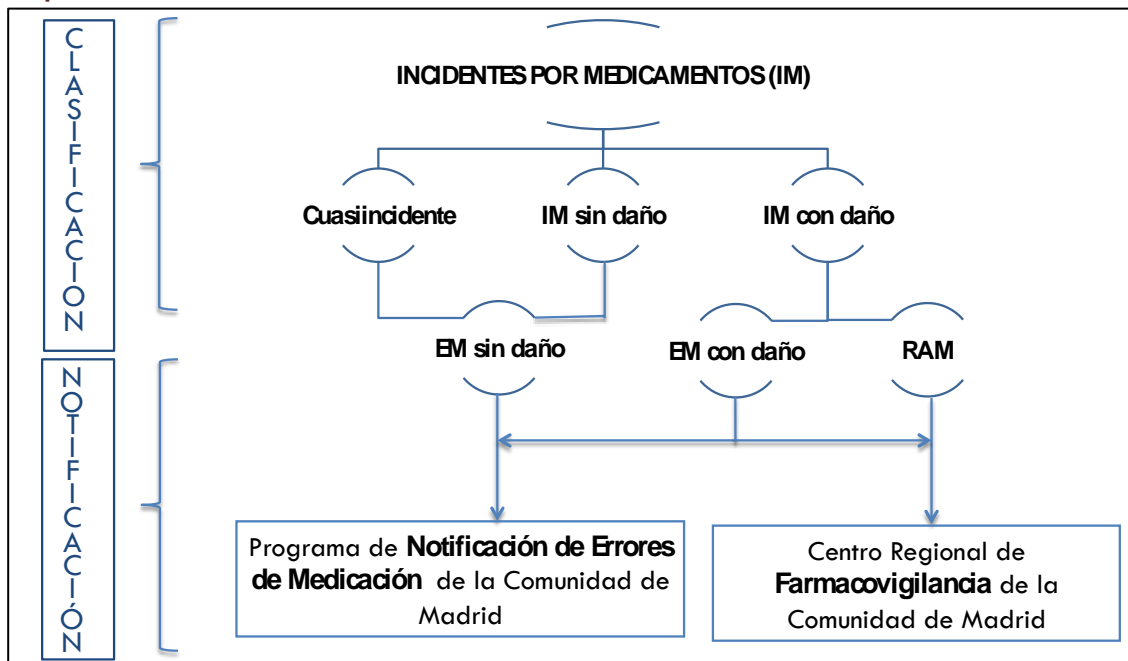 CLASIFICACION
INCIDENTES POR MEDICAMENTOS (IM)
Cuasiincidente
IM sin daño
IM con daño
EM sin daño
EM con daño
RAM
NOTIFICACIÓN
Programa de Notificación de Errores
de Medicación de la Comunidad de
Madrid
Centro Regional de
Farmacovigilancia de la
Comunidad de Madrid